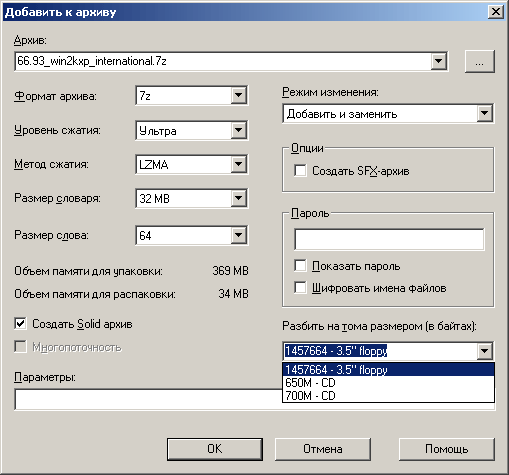 Добавить к архиву
Архив:
66.93_win2kxp_international.7z
...
Формат архива: 7z
Режим изменения:
Добавить и заменить
Уровень сжатия: Ультра
Опции
Метод сжатия: LZMA
Создать SFX-архив
Размер словаря: 32 MB
Пароль
Размер слова: 64
Объем памяти для упаковки: 369 MB
Показать пароль
Объем памяти для распаковки: 34 MB
Шифровать имена файлов
Создать Solid архив
Разбить на тома размером (в байтах):
Многопоточность
1457664 - 3.5" floppy
1457664 - 3.5" floppy
650M - CD
700M - CD
Параметры:
OK
Отмена
Помощь